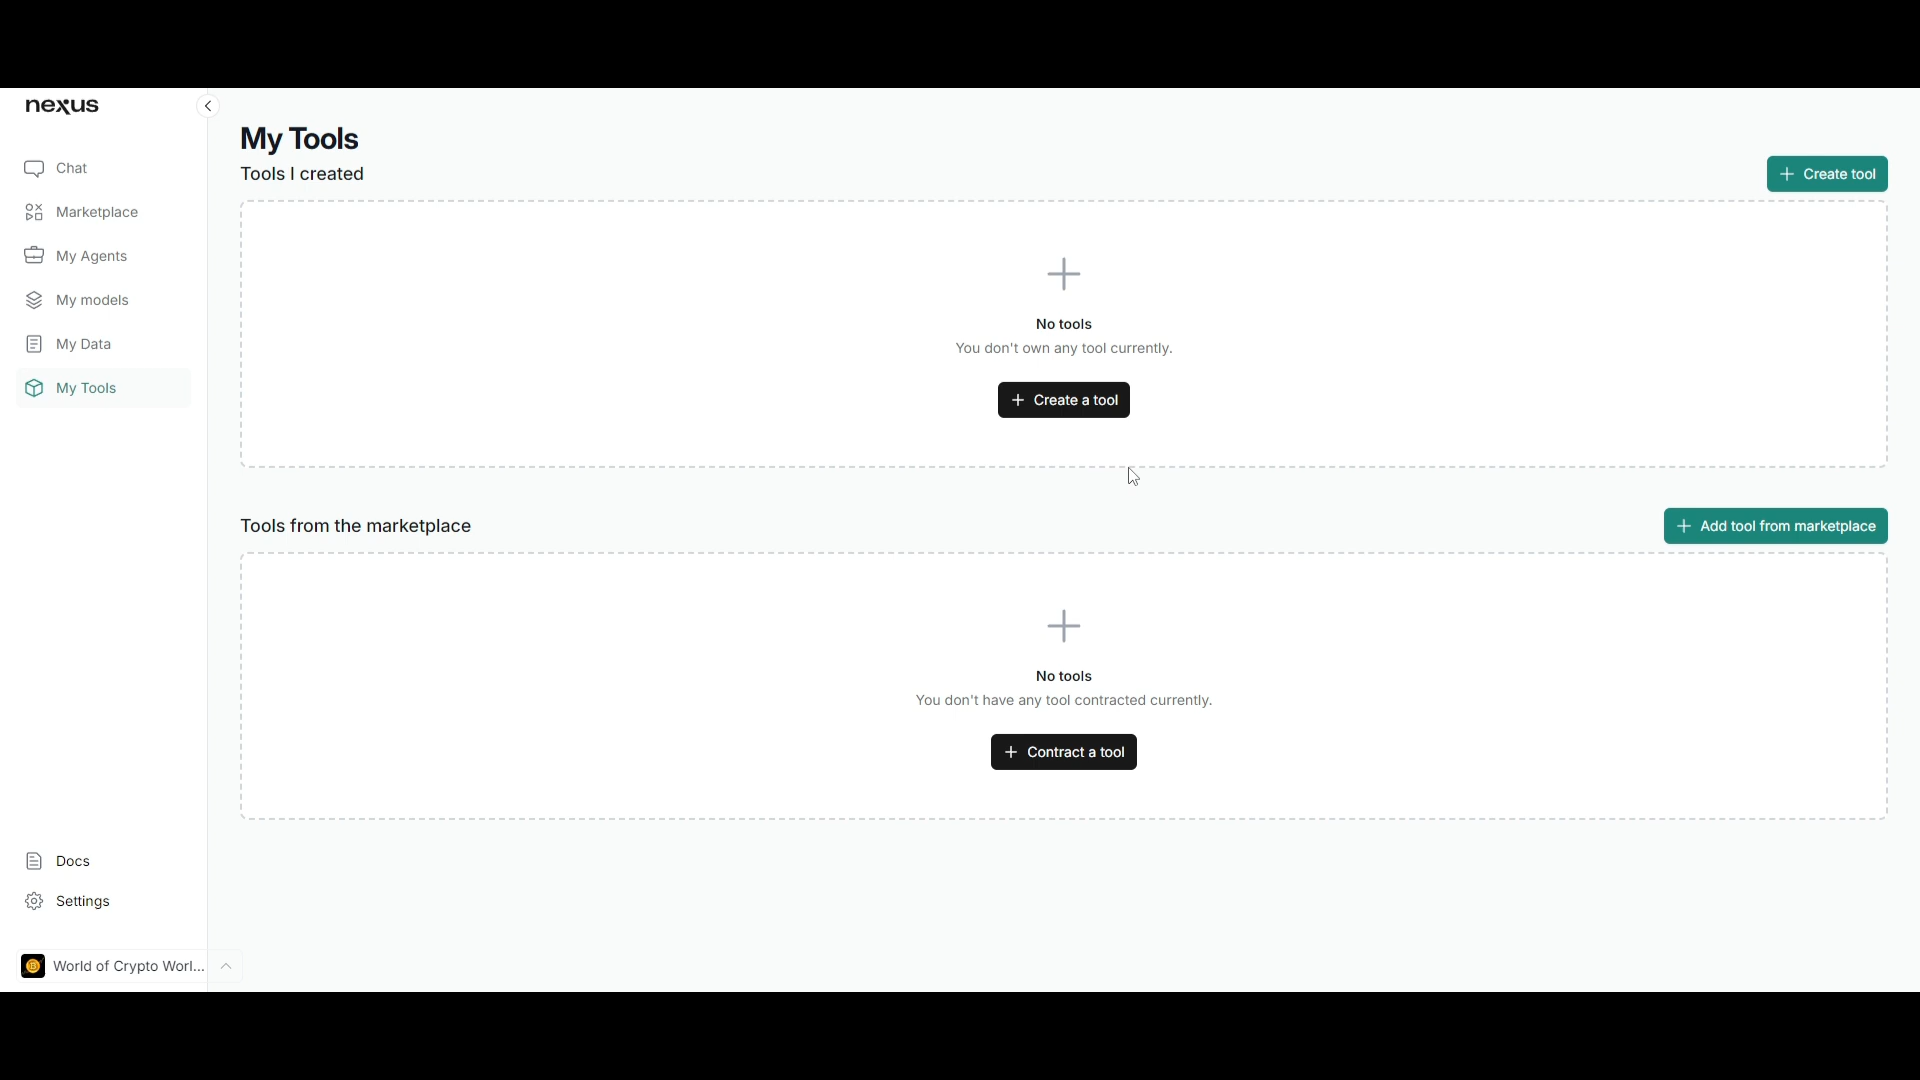 nexus
Chat
Marketplace
My Agents
My models
My Data
My Tools
Docs
Settings
World of Crypto Worl...
My Tools
Tools I created
Create tool
No tools
You don't own any tool currently.
Create a tool
Tools from the marketplace
Add tool from marketplace
No tools
You don't have any tool contracted currently.
Contract a tool